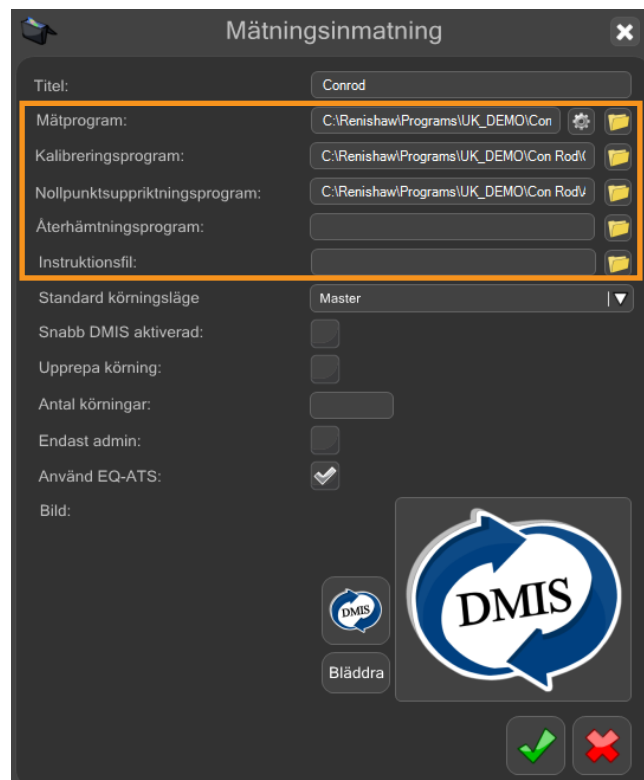 Mätningsinmatning
Titel: Conrod
Mätprogram: C:\Renishaw\Programs\UK_DEMO\Con
Kalibreringsprogram: C:\Renishaw\Programs\UK_DEMO\Con Rod\
Nollpunktsuppriktningsprogram: C:\Renishaw\Programs\UK_DEMO\Con Rod\
Återhämtningsprogram:
Instruktionsfil:
Standard körningsläge Master
Snabb DMIS aktiverad:
Upprepa körning:
Antal körningar:
Endast admin:
Använd EQ-ATS:
Bild:
DMIS
DMIS
Bläddra